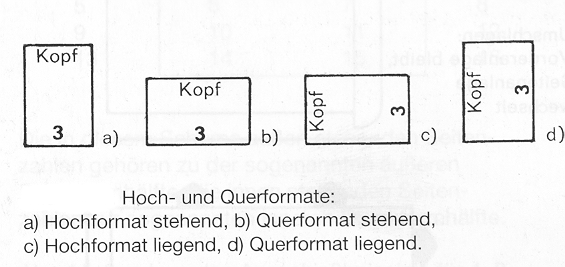 Kopf
3
a)
Kopf
3
b)
Kopf
3
c)
Kopf
3
d)
Hoch- und Querformate:
a) Hochformat stehend, b) Querformat stehend,
c) Hochformat liegend, d) Querformat liegend.